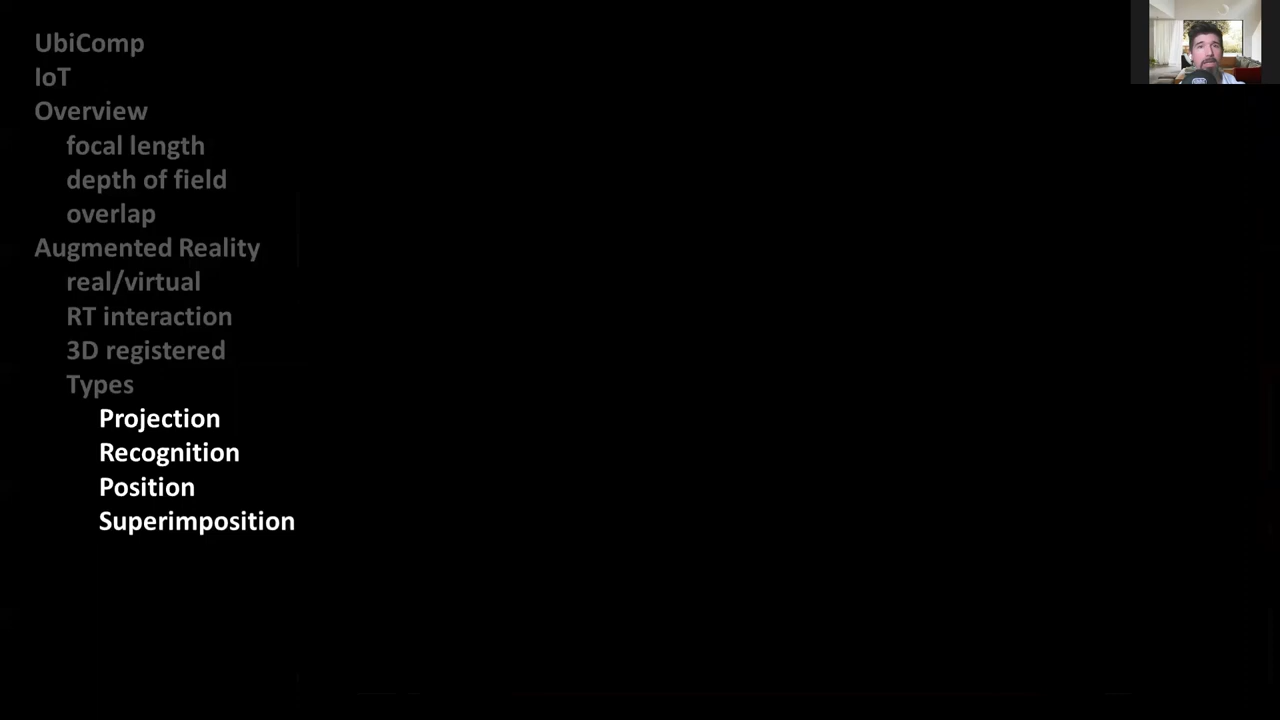 UbiComp
IoT
Overview
focal length
depth of field
overlap
Augmented Reality
real/virtual
RT interaction
3D registered
Types
Projection
Recognition
Position
Superimposition